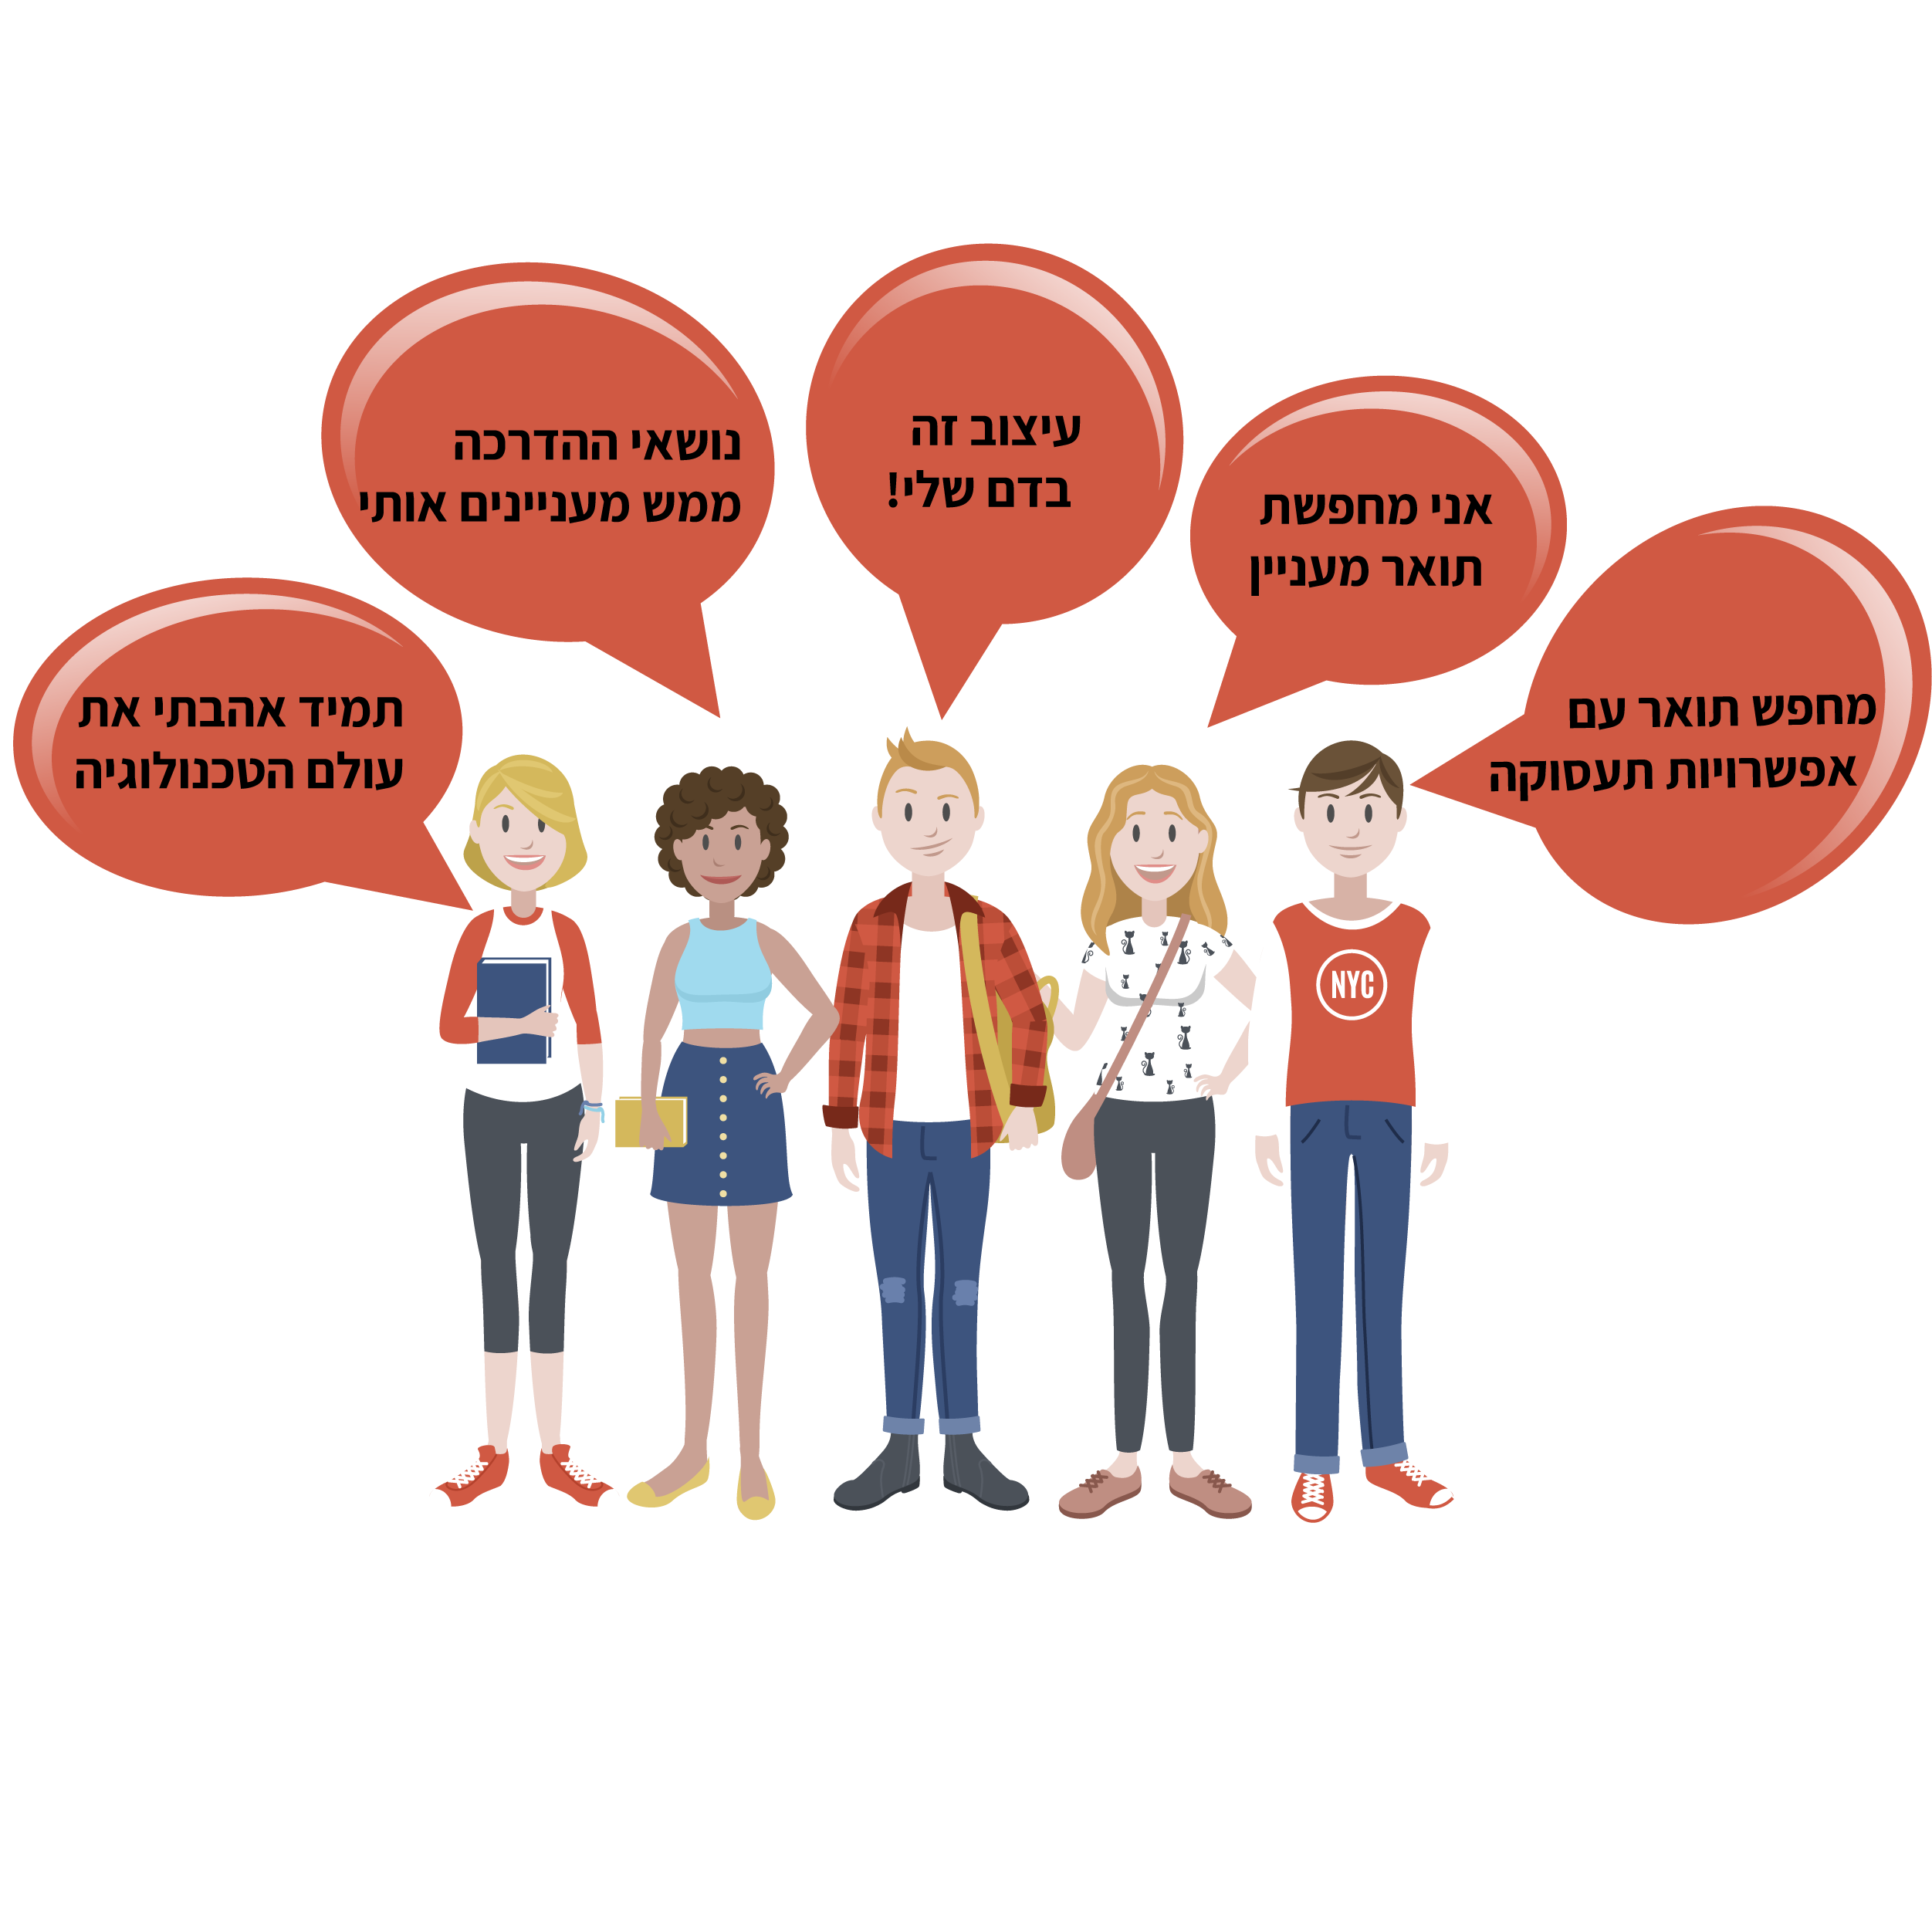 מחפש תואר עם
אפשרויות תעסוקה
אני מחפשת
תואר מעניין
עיצוב זה
בדם שלי!
נושאי ההדרכה
ממש מעניינים אותי
תמיד אהבתי את
עולם הטכנולוגיה
NYC